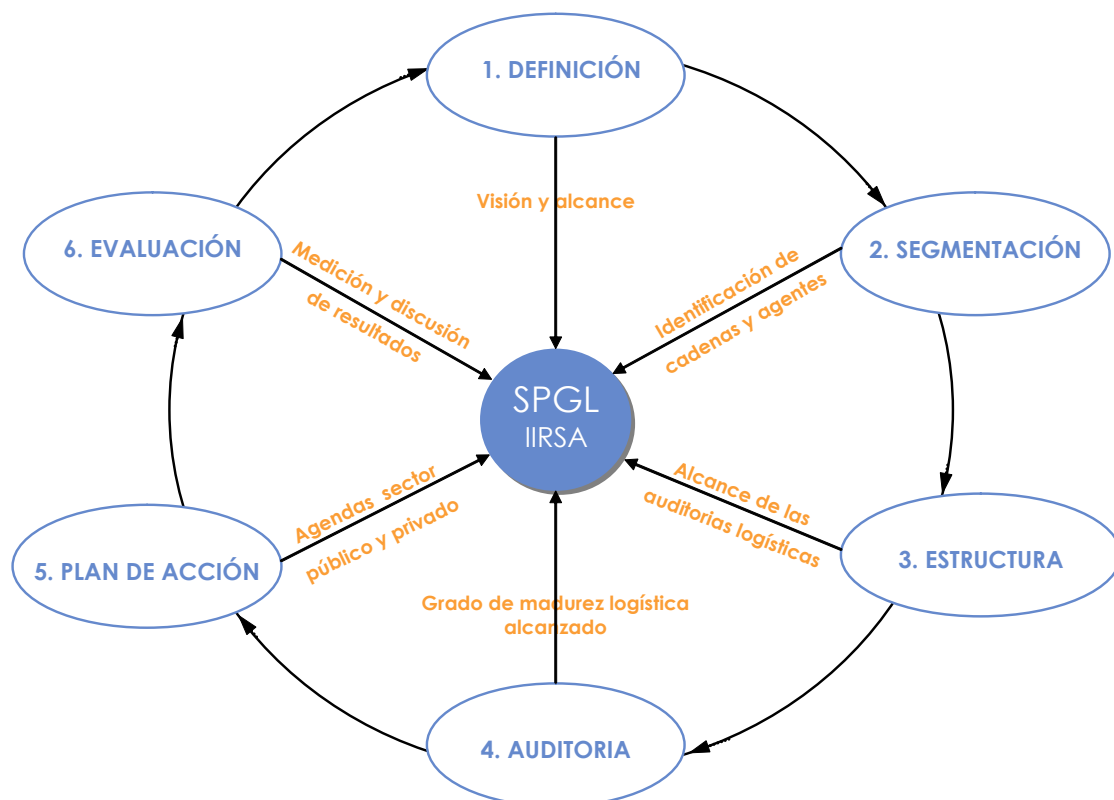 1. DEFINICIÓN
Visión y alcance
2. SEGMENTACIÓN
Identificación de
cadenas y agentes
3. ESTRUCTURA
Alcance de las
auditorias logísticas
4. AUDITORIA
Grado de madurez logística
alcanzado
5. PLAN DE ACCIÓN
Agendas sector
público y privado
6. EVALUACIÓN
Medición y discusión
de resultados
SPGL
IIRSA